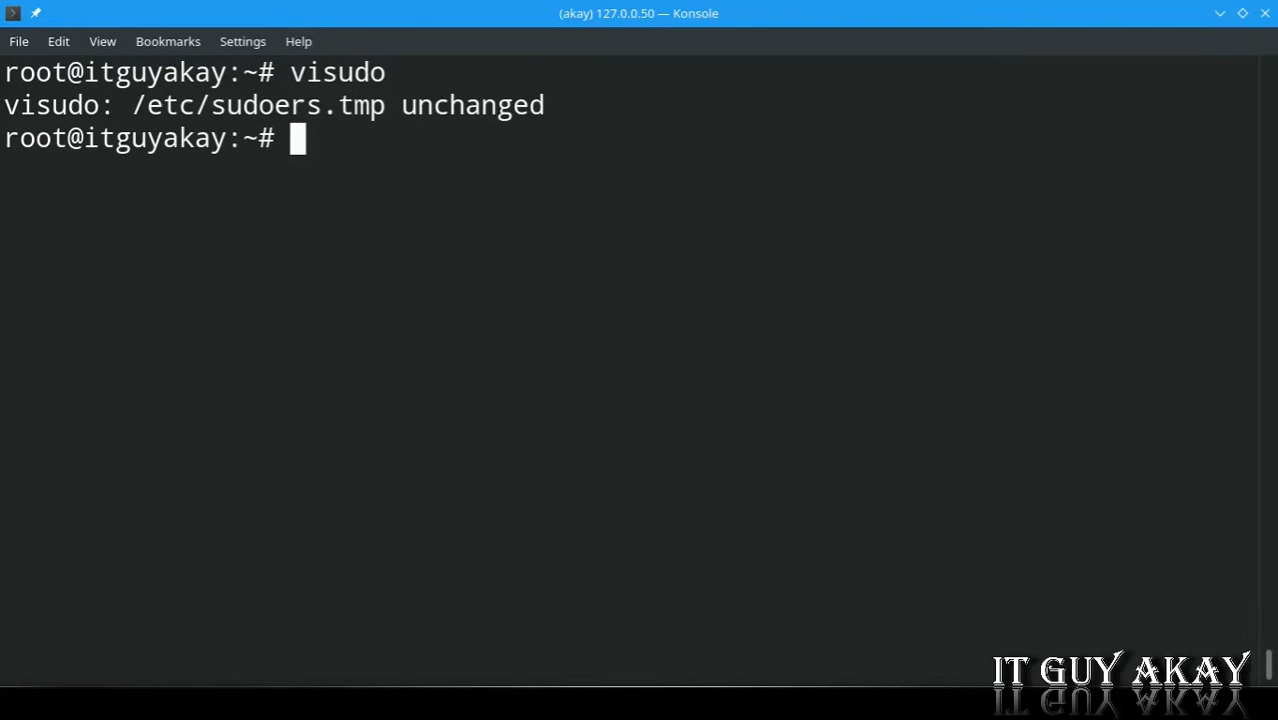 (akay) 127.0.0.50 — Konsole
File Edit View Bookmarks Settings Help
root@itguyakay:~# visudo
visudo: /etc/sudoers.tmp unchanged
root@itguyakay:~#
IT GUY AKAY